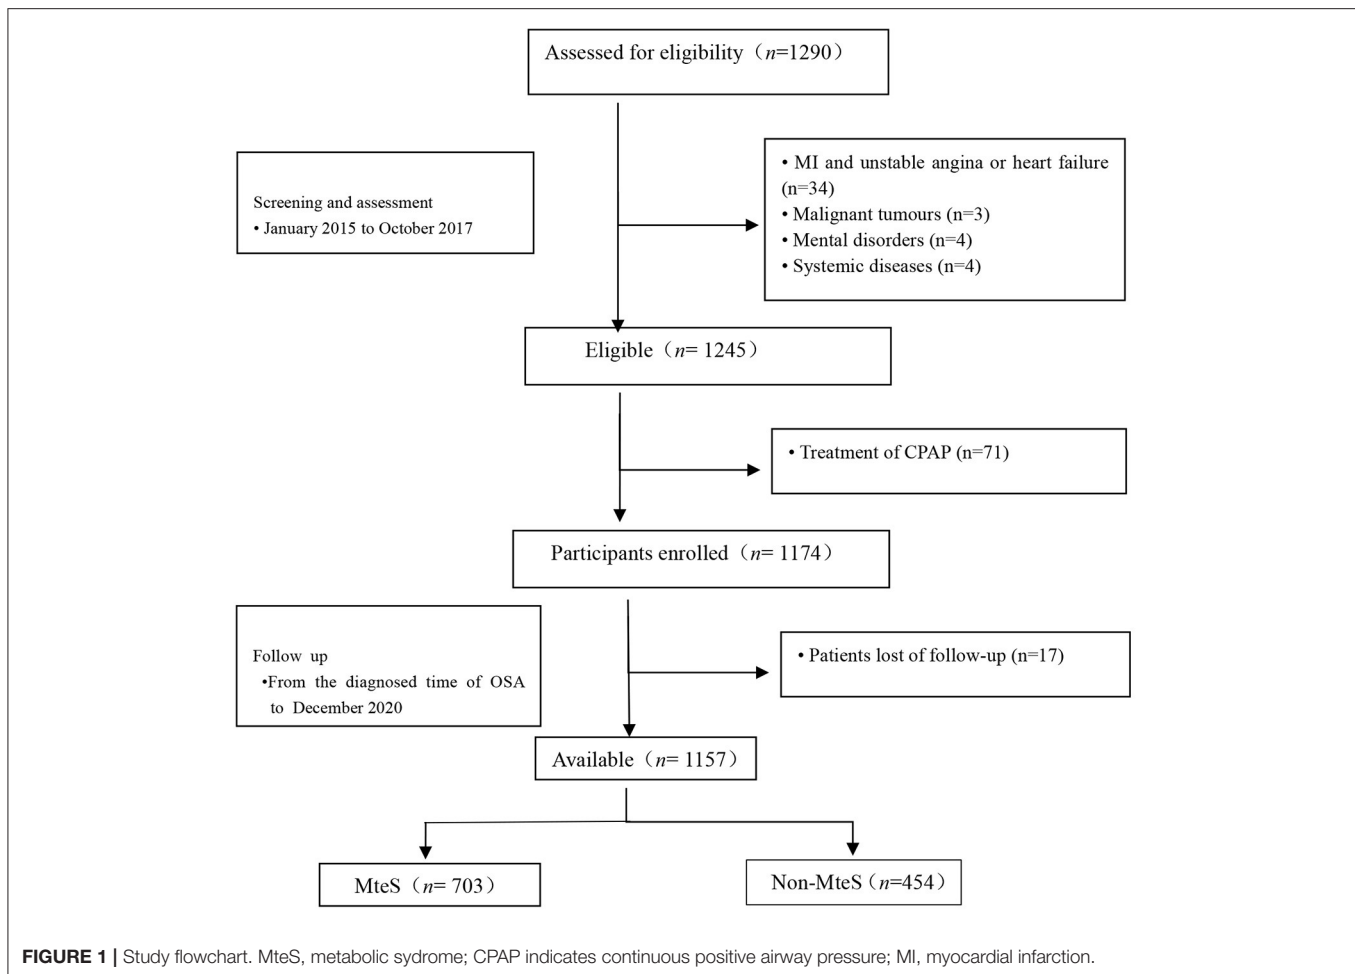 Assessed for eligibility（n=1290）
Screening and assessment
• January 2015 to October 2017
• MI and unstable angina or heart failure
(n=34)
• Malignant tumours (n=3)
• Mental disorders (n=4)
• Systemic diseases (n=4)
Eligible（n= 1245）
• Treatment of CPAP (n=71)
Participants enrolled（n= 1174）
Follow up
•From the diagnosed time of OSA
to December 2020
• Patients lost of follow-up (n=17)
Available（n= 1157）
MteS（n= 703）
Non-MteS（n=454）
FIGURE 1 | Study flowchart. MteS, metabolic sydrome; CPAP indicates continuous positive airway pressure; MI, myocardial infarction.